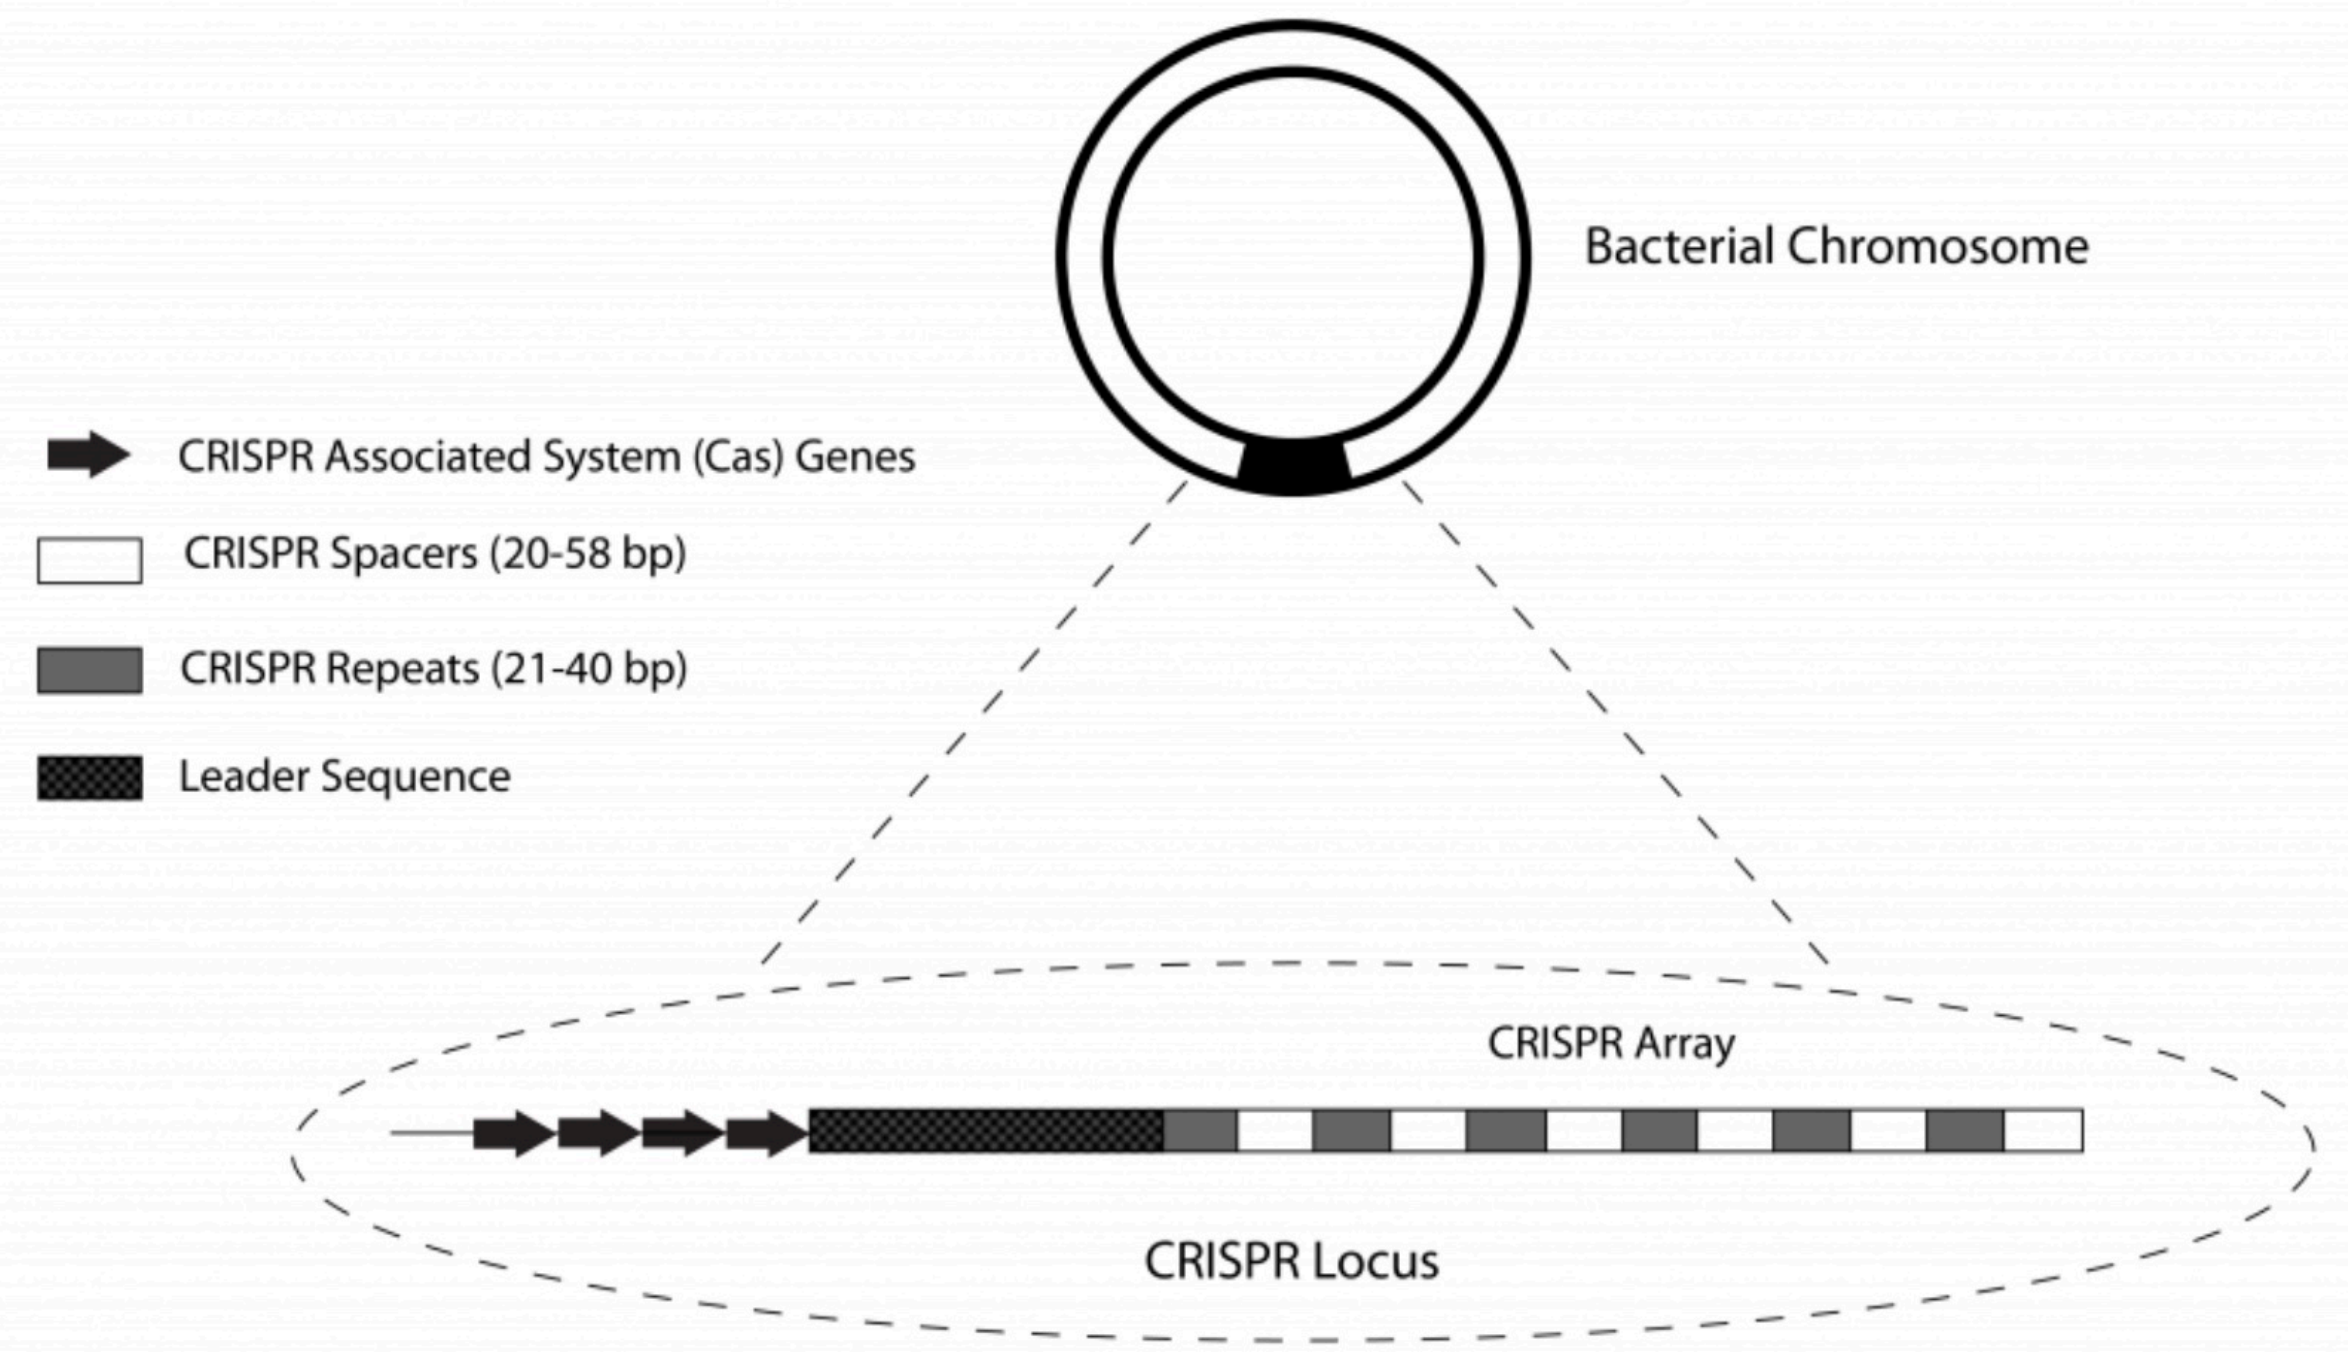 Bacterial Chromosome
CRISPR Associated System (Cas) Genes
CRISPR Spacers (20-58 bp)
CRISPR Repeats (21-40 bp)
Leader Sequence
CRISPR Array
CRISPR Locus